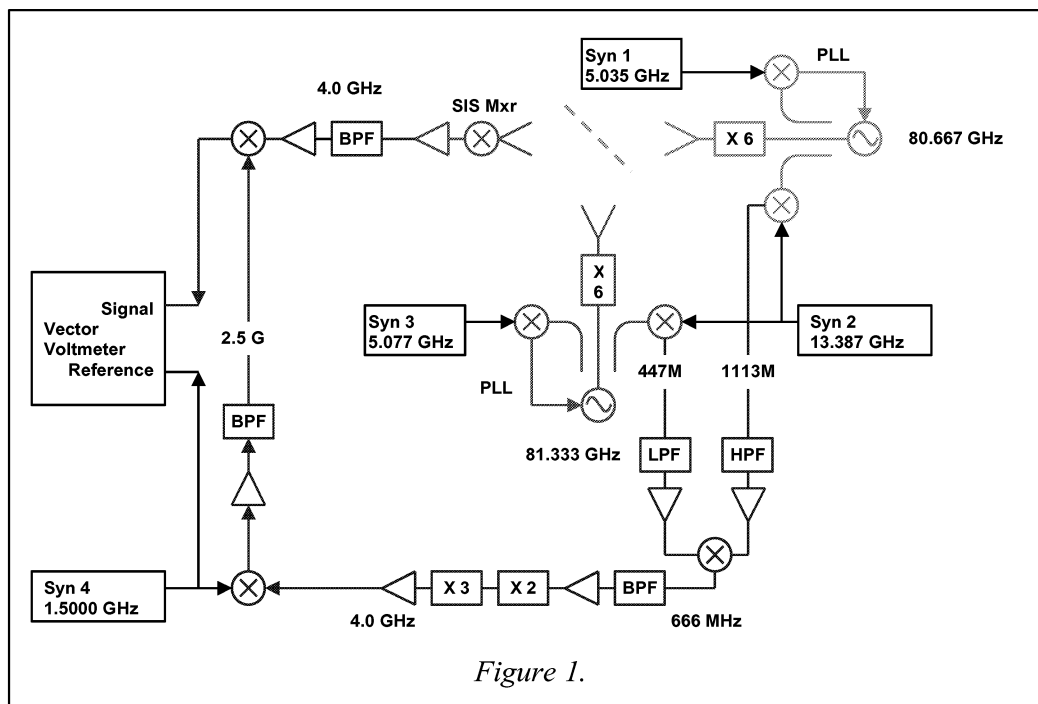 Syn 1
5.035 GHz
PLL
4.0 GHz
SIS Mxr
BPF
X 6
80.667 GHz
Signal
Vector
Voltmeter
Reference
2.5 G
X
6
Syn 3
5.077 GHz
Syn 2
13.387 GHz
447M
1113M
PLL
BPF
81.333 GHz
LPF
HPF
Syn 4
1.5000 GHz
X 3
X 2
BPF
4.0 GHz
666 MHz
Figure 1.